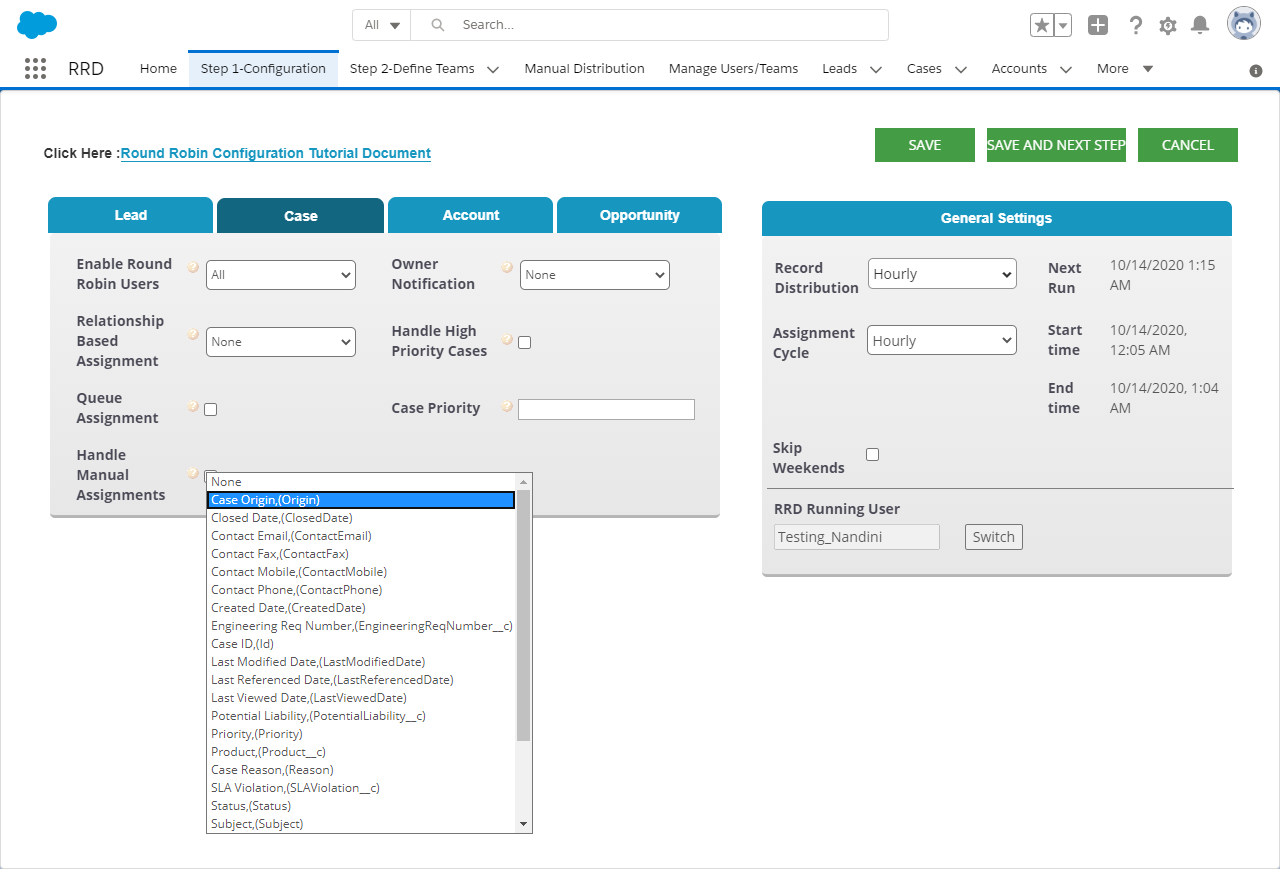 All
Search...
RRD
Home
Step 1-Configuration
Step 2-Define Teams
Manual Distribution
Manage Users/Teams
Leads
Cases
Accounts
More
Click Here :Round Robin Configuration Tutorial Document
SAVE
SAVE AND NEXT STEP
CANCEL
Lead
Case
Account
Opportunity
Enable Round
Robin Users
All
Owner
Notification
None
Relationship
Based
Assignment
None
Handle High
Priority Cases
Queue
Assignment
Case Priority
Handle
Manual
Assignments
None
Case Origin,(Origin)
Closed Date,(ClosedDate)
Contact Email,(ContactEmail)
Contact Fax,(ContactFax)
Contact Mobile,(ContactMobile)
Contact Phone,(ContactPhone)
Created Date,(CreatedDate)
Engineering Req Number,(EngineeringReqNumber__c)
Case ID,(Id)
Last Modified Date,(LastModifiedDate)
Last Referenced Date,(LastReferencedDate)
Last Viewed Date,(LastViewedDate)
Potential Liability,(PotentialLiability__c)
Priority,(Priority)
Product,(Product__c)
Case Reason,(Reason)
SLA Violation,(SLAViolation__c)
Status,(Status)
Subject,(Subject)
General Settings
Record
Distribution
Hourly
Next
Run
10/14/2020 1:15
AM
Assignment
Cycle
Hourly
Start
time
10/14/2020,
12:05 AM
End
time
10/14/2020, 1:04
AM
Skip
Weekends
RRD Running User
Testing_Nandini
Switch